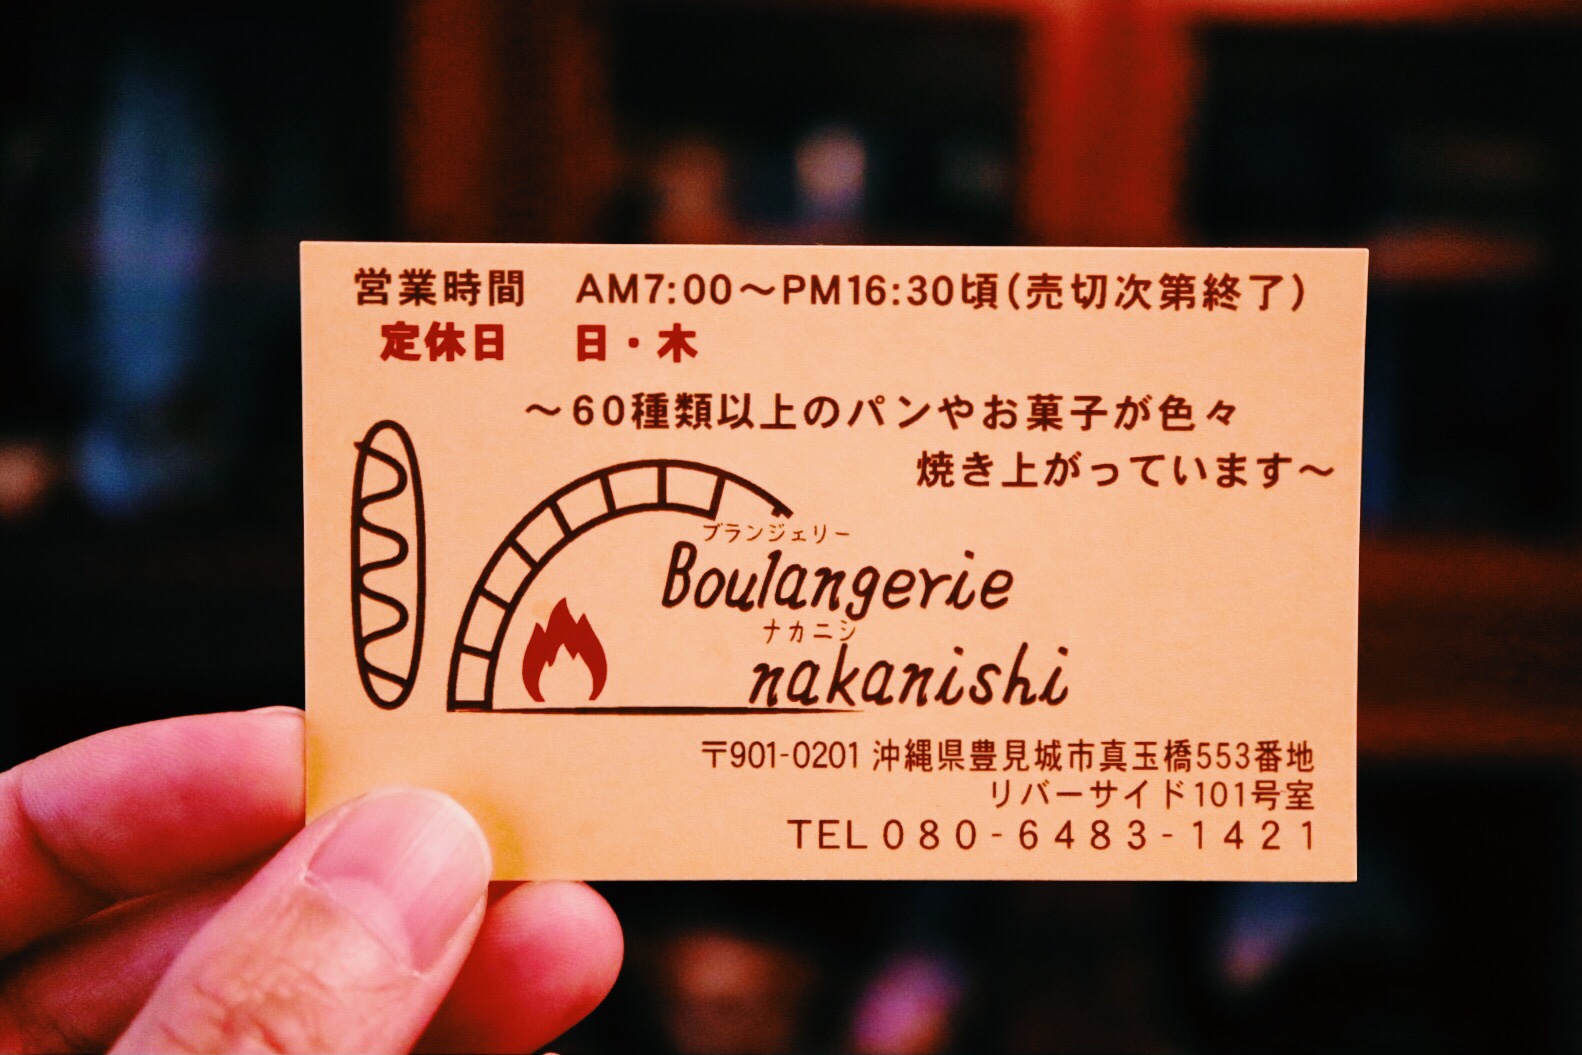 営業時間 AM7:00～PM16:30頃(売切次第終了)
定休日 日・木
～60種類以上のパンやお菓子が色々
焼き上がっています～
ブランジェリー
Boulangerie
ナカニシ
nakanishi
〒901-0201 沖縄県豊見城市真玉橋553番地
リバーサイド101号室
TEL 080-6483-1421